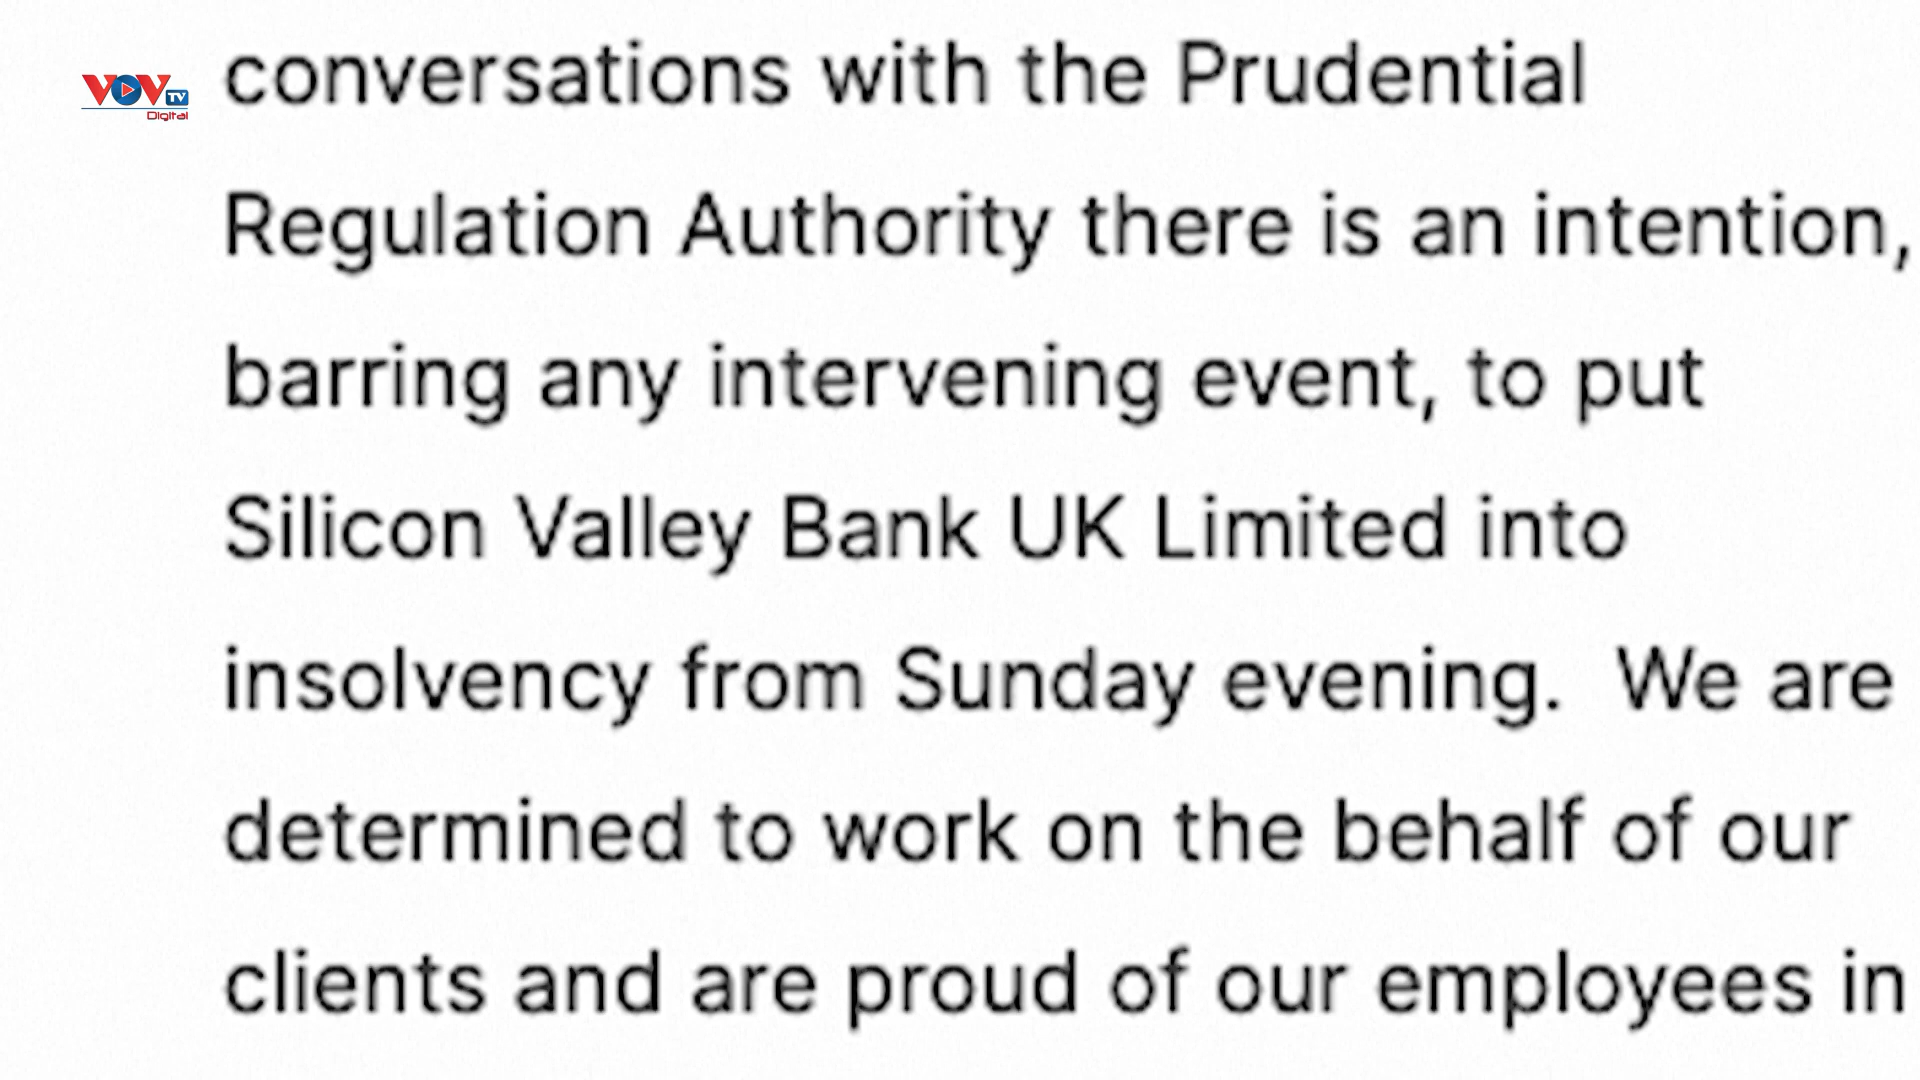 VOV TV
Digital
conversations with the Prudential
Regulation Authority there is an intention,
barring any intervening event, to put
Silicon Valley Bank UK Limited into
insolvency from Sunday evening.  We are
determined to work on the behalf of our
clients and are proud of our employees in